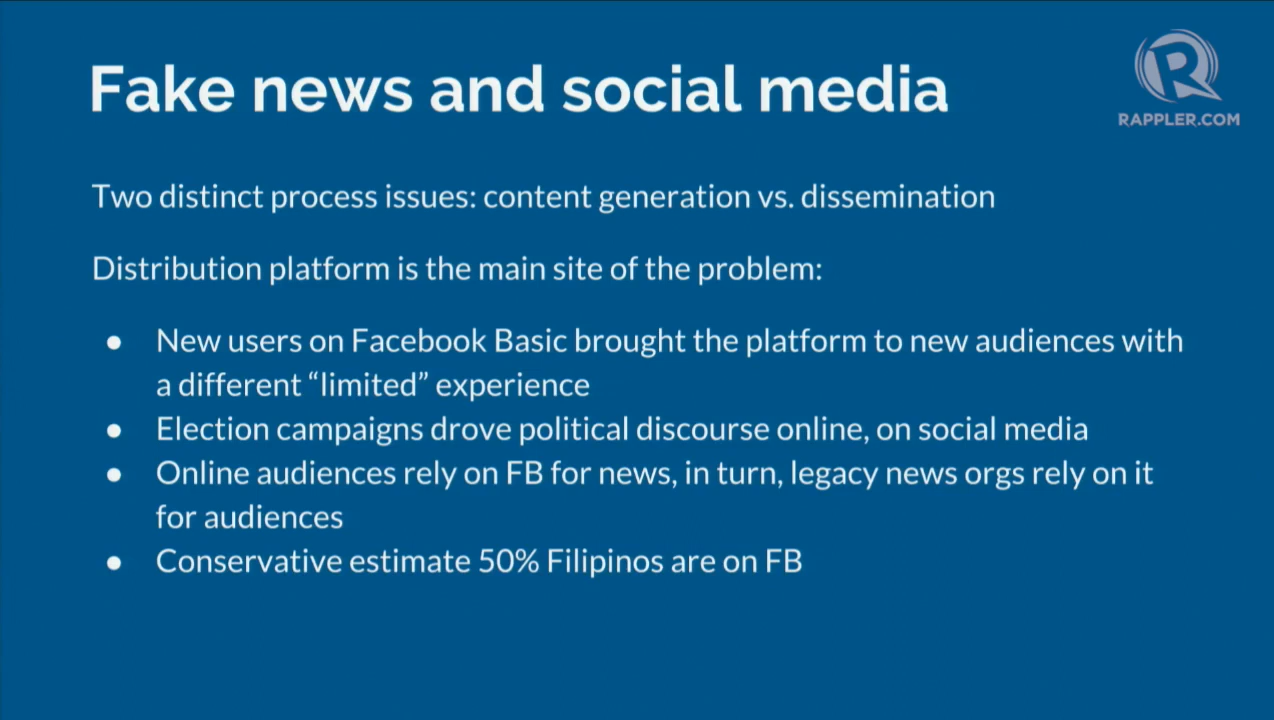 Fake news and social media
RAPPLER.COM
Two distinct process issues: content generation vs. dissemination
Distribution platform is the main site of the problem:
● New users on Facebook Basic brought the platform to new audiences with
a different “limited” experience
● Election campaigns drove political discourse online, on social media
● Online audiences rely on FB for news, in turn, legacy news orgs rely on it
for audiences
● Conservative estimate 50% Filipinos are on FB